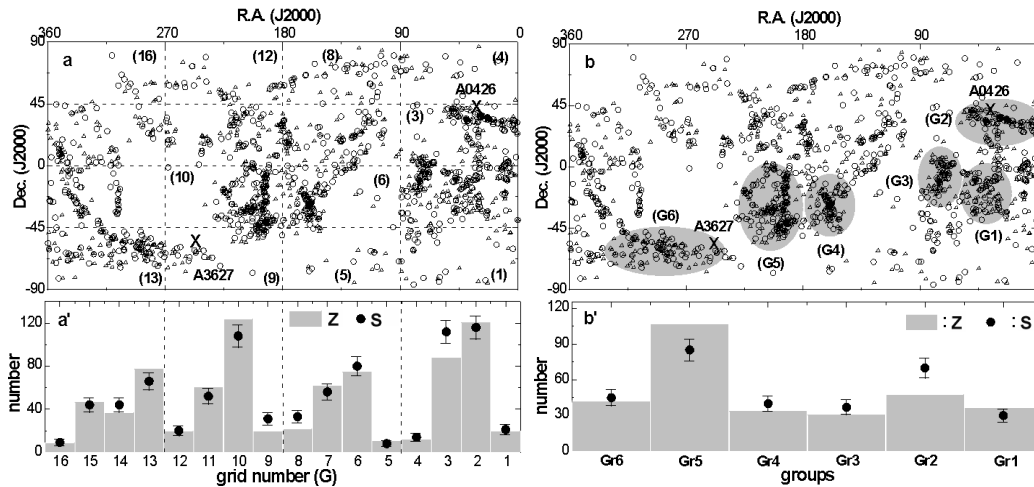 R.A. (J2000)
360 270 180 90 0
90
45
0
-45
-90
Dec. (J2000)
a
(16) (12) (8) (4)
A0426
X
(3)
(10) (6)
X
A3627
(13) (9) (5) (1)
a'
Z S
120
80
40
0
number
16 15 14 13 12 11 10 9 8 7 6 5 4 3 2 1
grid number (G)
R.A. (J2000)
360 270 180 90 0
90
45
0
-45
-90
Dec. (J2000)
b
A0426
X
(G2)
(G3)
(G6) A3627
X
(G1)
(G4)
(G5)
b'
: Z : S
120
90
60
30
0
number
Gr6 Gr5 Gr4 Gr3 Gr2 Gr1
groups